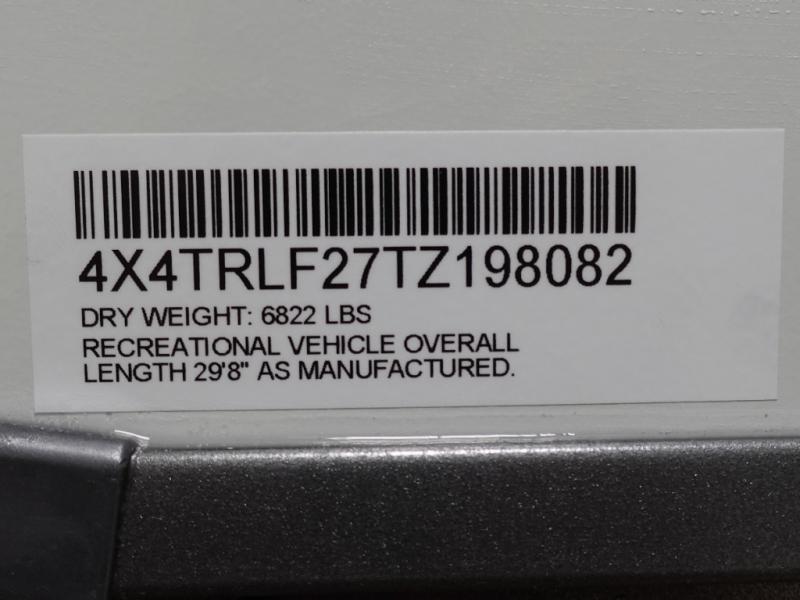 4X4TRLF27TZ198082
DRY WEIGHT: 6822 LBS
RECREATIONAL VEHICLE OVERALL
LENGTH 29'8" AS MANUFACTURED.